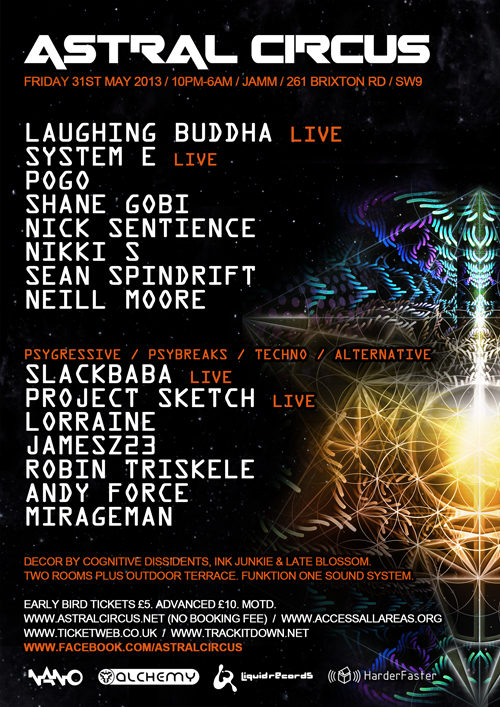 ASTRAL CIRCUS
FRIDAY 31ST MAY 2013 / 10PM-6AM / JAMM / 261 BRIXTON RD / SW9
LAUGHING BUDDHA LIVE
SYSTEM E LIVE
POGO
SHANE GOBI
NICK SENTIENCE
NIKKI S
SEAN SPINDRIFT
NEILL MOORE
PSYGRESSIVE / PSYBREAKS / TECHNO / ALTERNATIVE
SLACKBABA LIVE
PROJECT SKETCH LIVE
LORRAINE
JAMESZ23
ROBIN TRISKELE
ANDY FORCE
MIRAGEMAN
DECOR BY COGNITIVE DISSIDENTS, INK JUNKIE & LATE BLOSSOM.
TWO ROOMS PLUS OUTDOOR TERRACE. FUNKTION ONE SOUND SYSTEM.
EARLY BIRD TICKETS £5. ADVANCED £10. MOTD.
WWW.ASTRALCIRCUS.NET (NO BOOKING FEE) / WWW.ACCESSALLAREAS.ORG
WWW.TICKETWEB.CO.UK / WWW.TRACKITDOWN.NET
WWW.FACEBOOK.COM/ASTRALCIRCUS
NANO ALCHEMY Liquid records HarderFaster